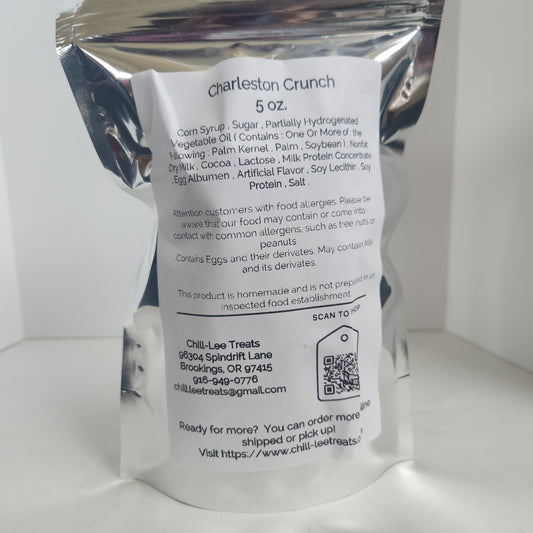 Charleston Crunch
5 oz.
Corn Syrup , Sugar , Partially Hydrogenated
Vegetable Oil ( Contains : One Or More of : the
Following : Palm Kernel , Palm , Soybean ) , Nonfat
Dry Milk , Cocoa , Lactose , Milk Protein Concentrate
, Egg Albumen , Artificial Flavor , Soy Lecithin , Soy
Protein , Salt .
Attention customers with food allergies. Please be
aware that our food may contain or come into
contact with common allergens, such as tree nuts or
peanuts
.Contains Eggs and their derivates. May contain Milk
and its derivates.
This product is homemade and is not prepared in an
inspected food establishment
SCAN TO
Chill-Lee Treats
98304 Spindrift Lane
Brookings, OR 97415
916-949-0776
chill.leetreats@gmail.com
Ready for more? You can order more
shipped or pick up!
Visit https://www.chill-leetreats.